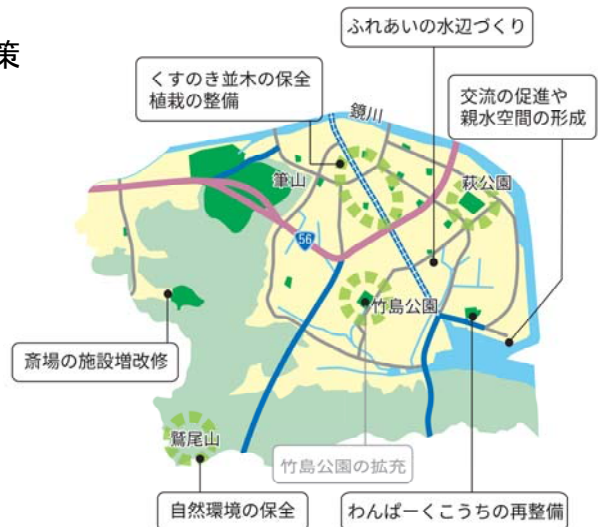 策
ふれあいの水辺づくり
くすのき並木の保全
植栽の整備
交流の促進や
親水空間の形成
鏡川
筆山
萩公園
56
竹島公園
斎場の施設増改修
鷲尾山
竹島公園の拡充
自然環境の保全
わんぱーくこうちの再整備